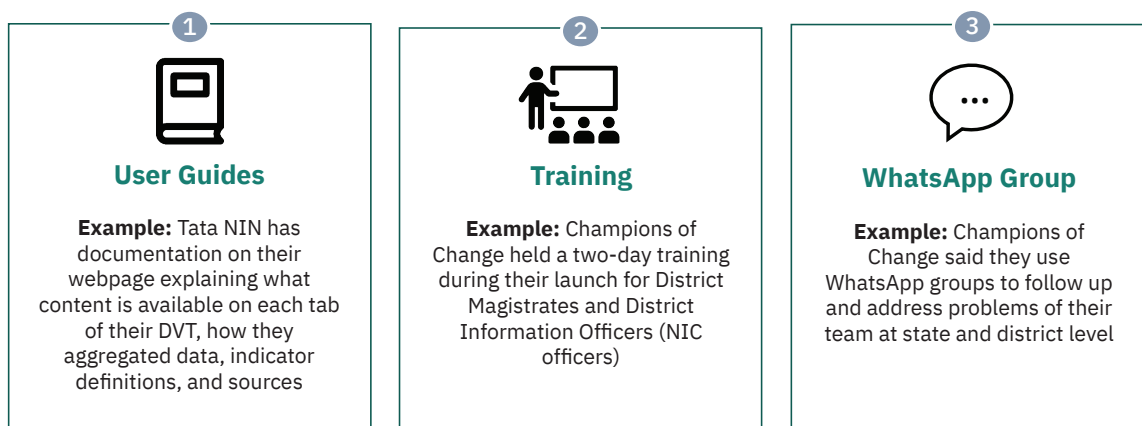 1
User Guides
Example: Tata NIN has
documentation on their
webpage explaining what
content is available on each tab
of their DVT, how they
aggregated data, indicator
definitions, and sources
2
Training
Example: Champions of
Change held a two-day training
during their launch for District
Magistrates and District
Information Officers (NIC
officers)
3
WhatsApp Group
Example: Champions of
Change said they use
WhatsApp groups to follow up
and address problems of their
team at state and district level